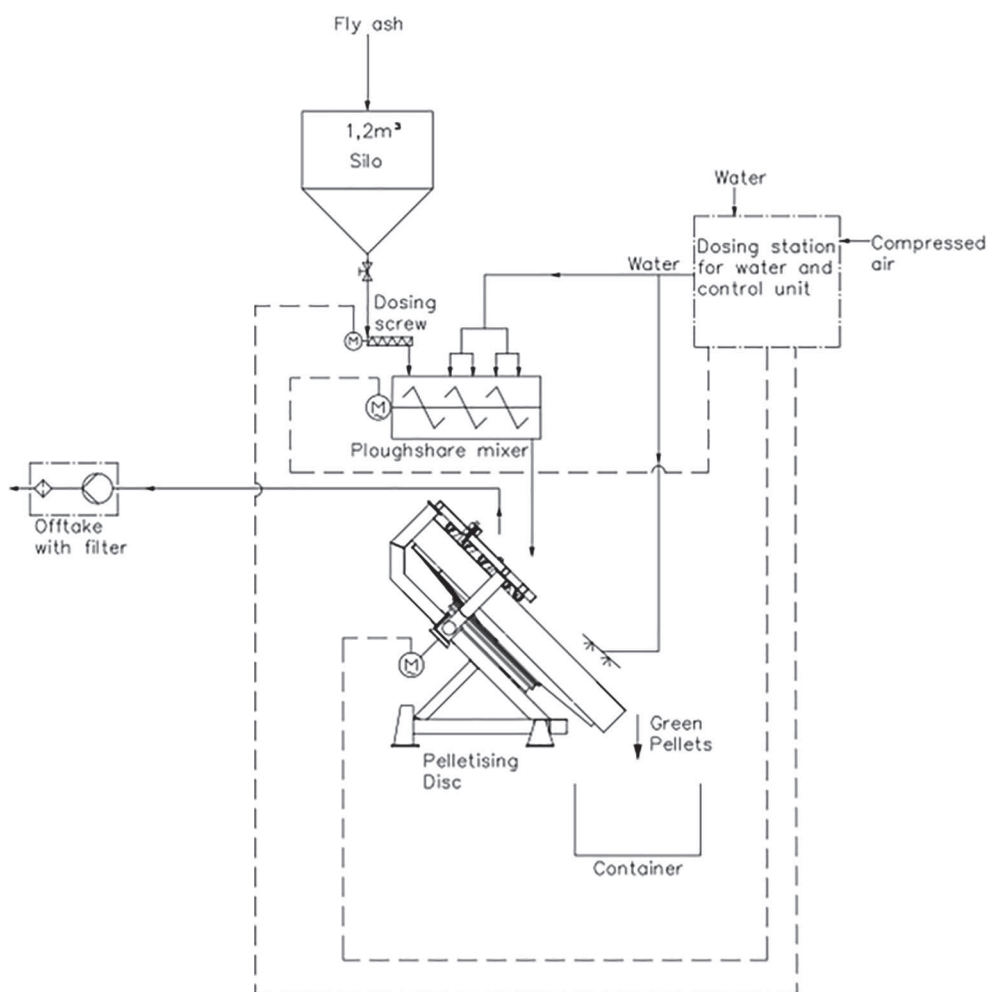 Fly ash
1,2m³
Silo
Water
Dosing station
for water and
control unit
Compressed
air
Water
Dosing
screw
M
M
Ploughshare mixer
Offtake
with filter
M
Green
Pellets
Pelletising
Disc
Container